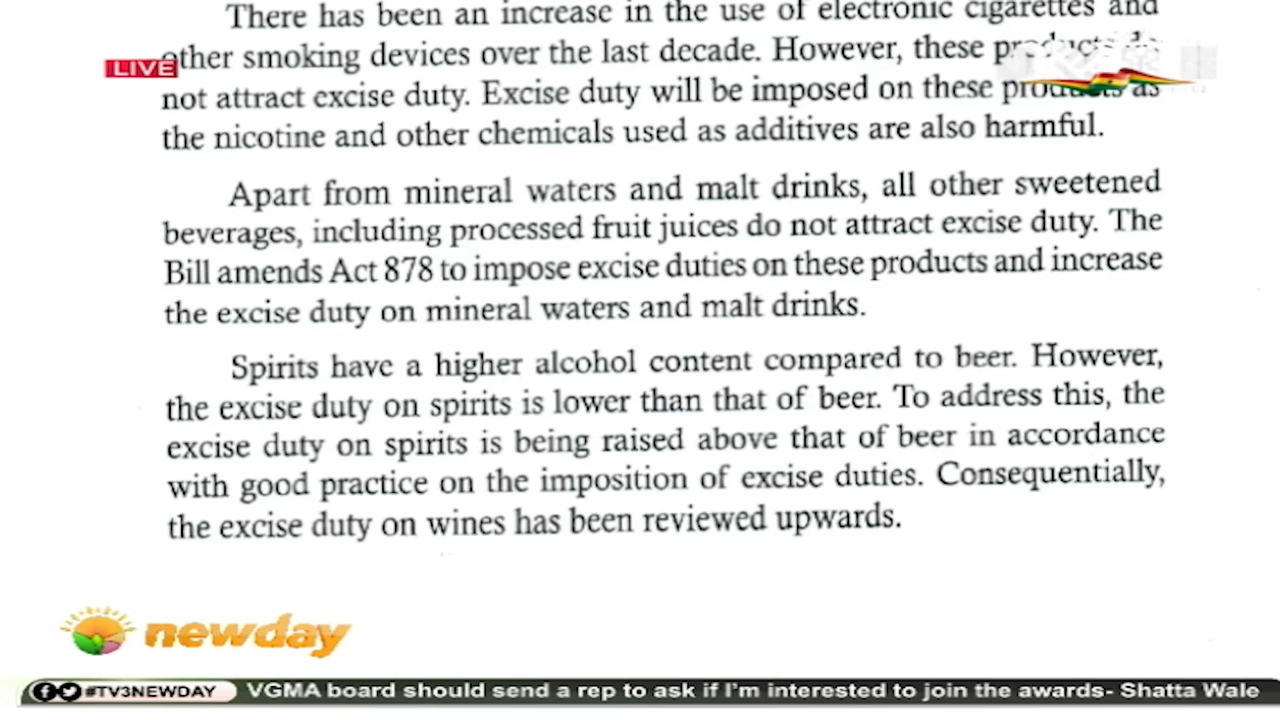 There has been an increase in the use of electronic cigarettes and
other smoking devices over the last decade. However, these products do
not attract excise duty. Excise duty will be imposed on these products as
the nicotine and other chemicals used as additives are also harmful.
Apart from mineral waters and malt drinks, all other sweetened
beverages, including processed fruit juices do not attract excise duty. The
Bill amends Act 878 to impose excise duties on these products and increase
the excise duty on mineral waters and malt drinks.
Spirits have a higher alcohol content compared to beer. However,
the excise duty on spirits is lower than that of beer. To address this, the
excise duty on spirits is being raised above that of beer in accordance
with good practice on the imposition of excise duties. Consequentially,
the excise duty on wines has been reviewed upwards.
LIVE
newday
#TV3NEWDAY VGMA board should send a rep to ask if I'm interested to join the awards- Shatta Wale